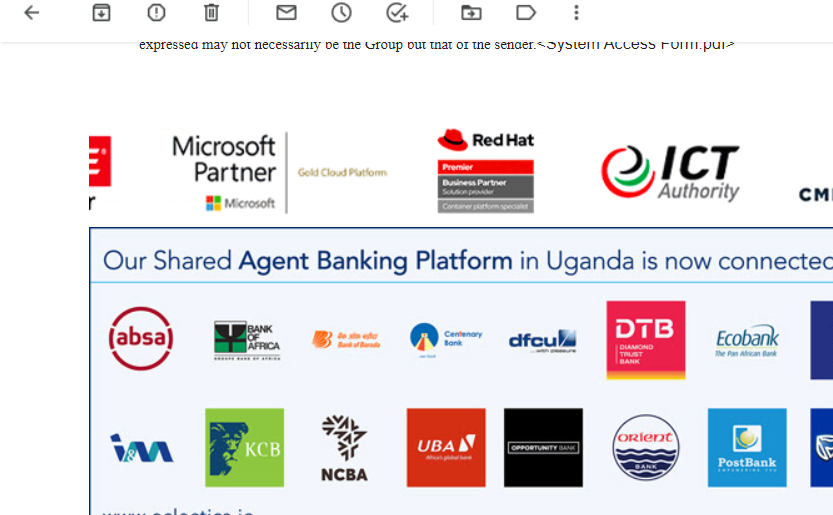 expressed may not necessarily be the Group but that of the sender.<System Access Form.pdf>
Microsoft
Partner
Microsoft
Gold Cloud Platform
Red Hat
Premier
Business Partner
Solution provider
Container platform specialist
ICT
Authority
CM
Our Shared Agent Banking Platform in Uganda is now connected
absa
BANK
OF
AFRICA
GROUPE BANK OF AFRICA
बैंक ऑफ़ बड़ौदा
Bank of Baroda
Centenary
Bank
dfcu
...with pleasure
DTB
DIAMOND
TRUST
BANK
Ecobank
The Pan African Bank
I&M
KCB
NCBA
UBA
Africa's global bank
OPPORTUNITY BANK
ORIENT
BANK
PostBank
www.eclectics.io